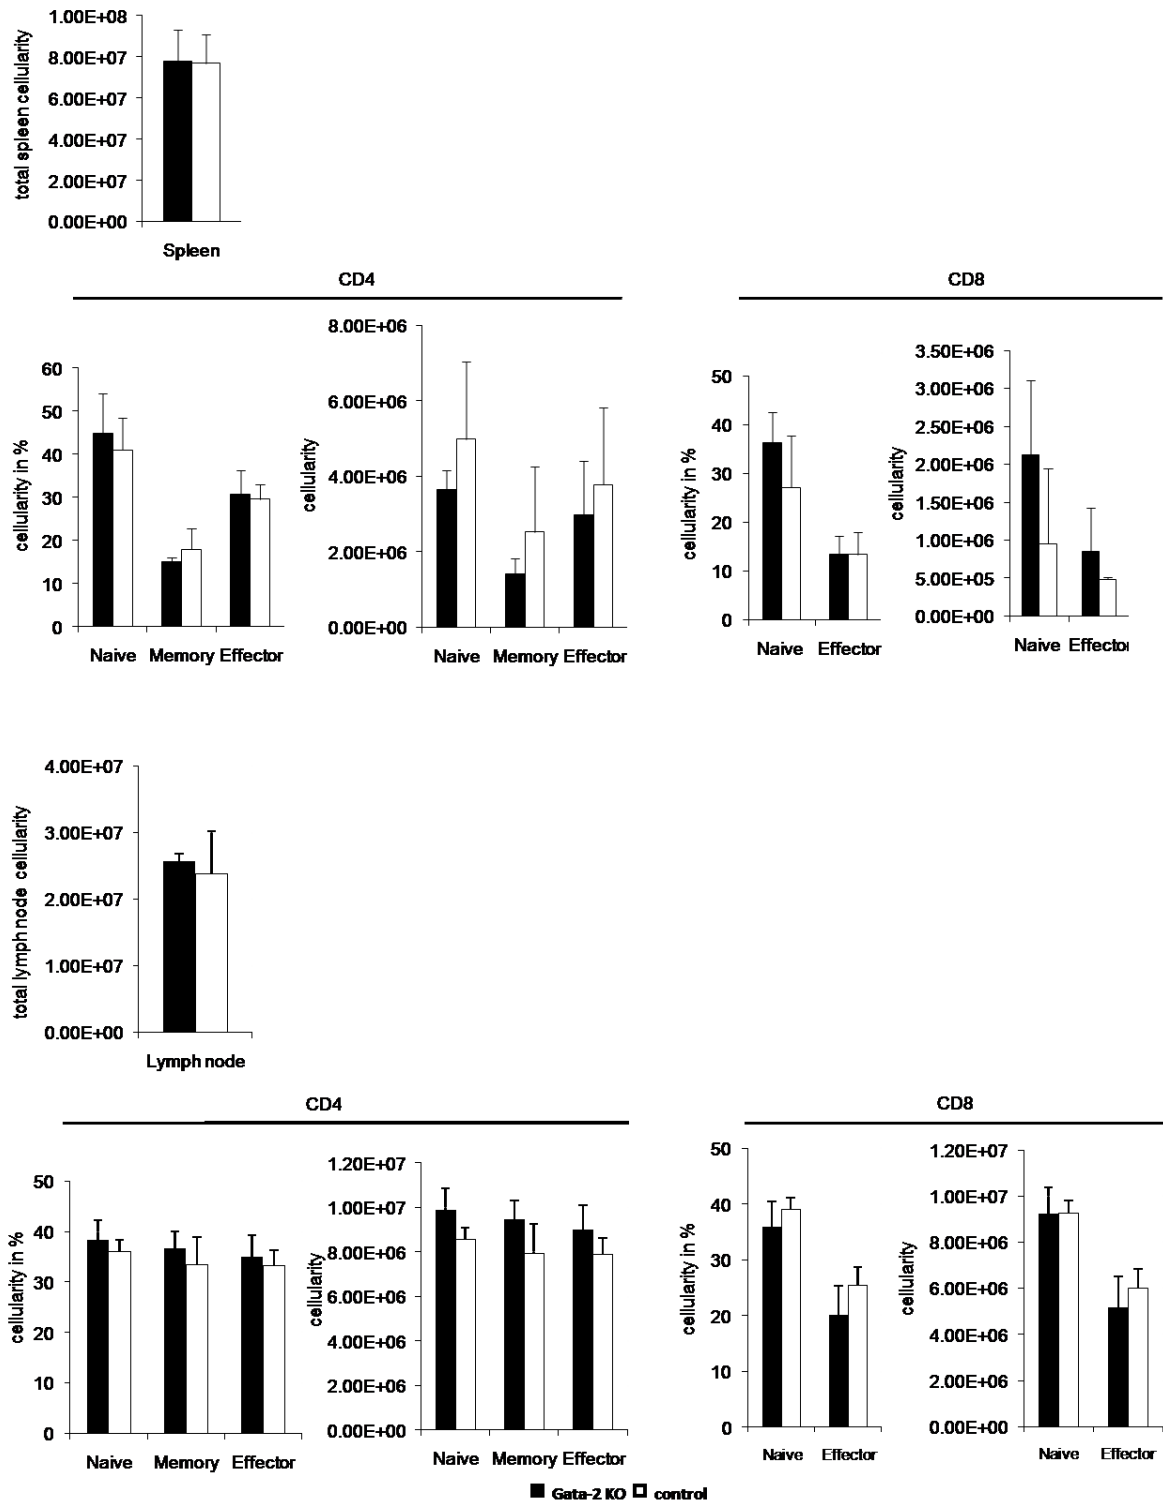 1.00E+08
8.00E+07
6.00E+07
4.00E+07
2.00E+07
0.00E+00
total spleen cellularity
Spleen
CD4
60
50
40
30
20
10
0
cellularity in %
Naive Memory Effector
8.00E+06
6.00E+06
4.00E+06
2.00E+06
0.00E+00
cellularity
Naive Memory Effector
CD8
50
40
30
20
10
0
cellularity in %
Naive Effector
3.50E+06
3.00E+06
2.50E+06
2.00E+06
1.50E+06
1.00E+06
5.00E+05
0.00E+00
cellularity
Naive Effector
4.00E+07
3.00E+07
2.00E+07
1.00E+07
0.00E+00
total lymph node cellularity
Lymph node
CD4
50
40
30
20
10
0
cellularity in %
Naive Memory Effector
1.20E+07
1.00E+07
8.00E+06
6.00E+06
4.00E+06
2.00E+06
0.00E+00
cellularity
Naive Memory Effector
CD8
50
40
30
20
10
0
cellularity in %
Naive Effector
1.20E+07
1.00E+07
8.00E+06
6.00E+06
4.00E+06
2.00E+06
0.00E+00
cellularity
Naive Effector
Gata-2 KO control